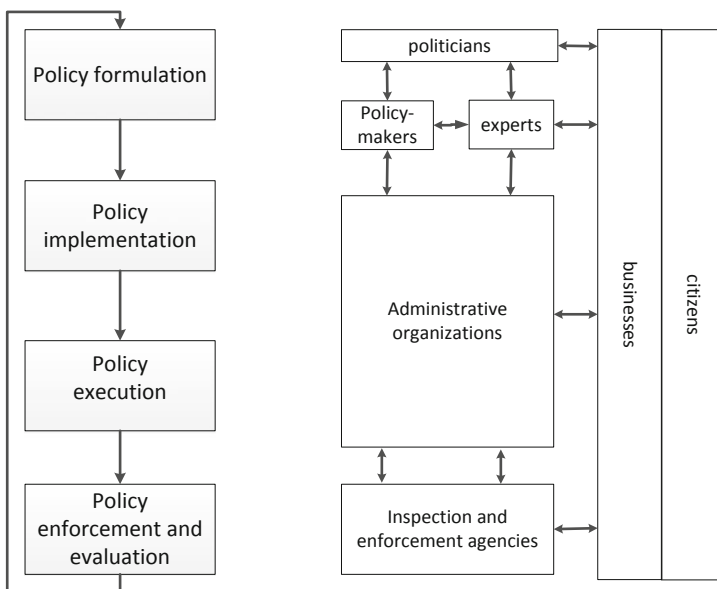 Policy formulation
Policy
implementation
Policy
execution
Policy
enforcement and
evaluation
politicians
Policy-
makers
experts
Administrative
organizations
Inspection and
enforcement agencies
businesses
citizens